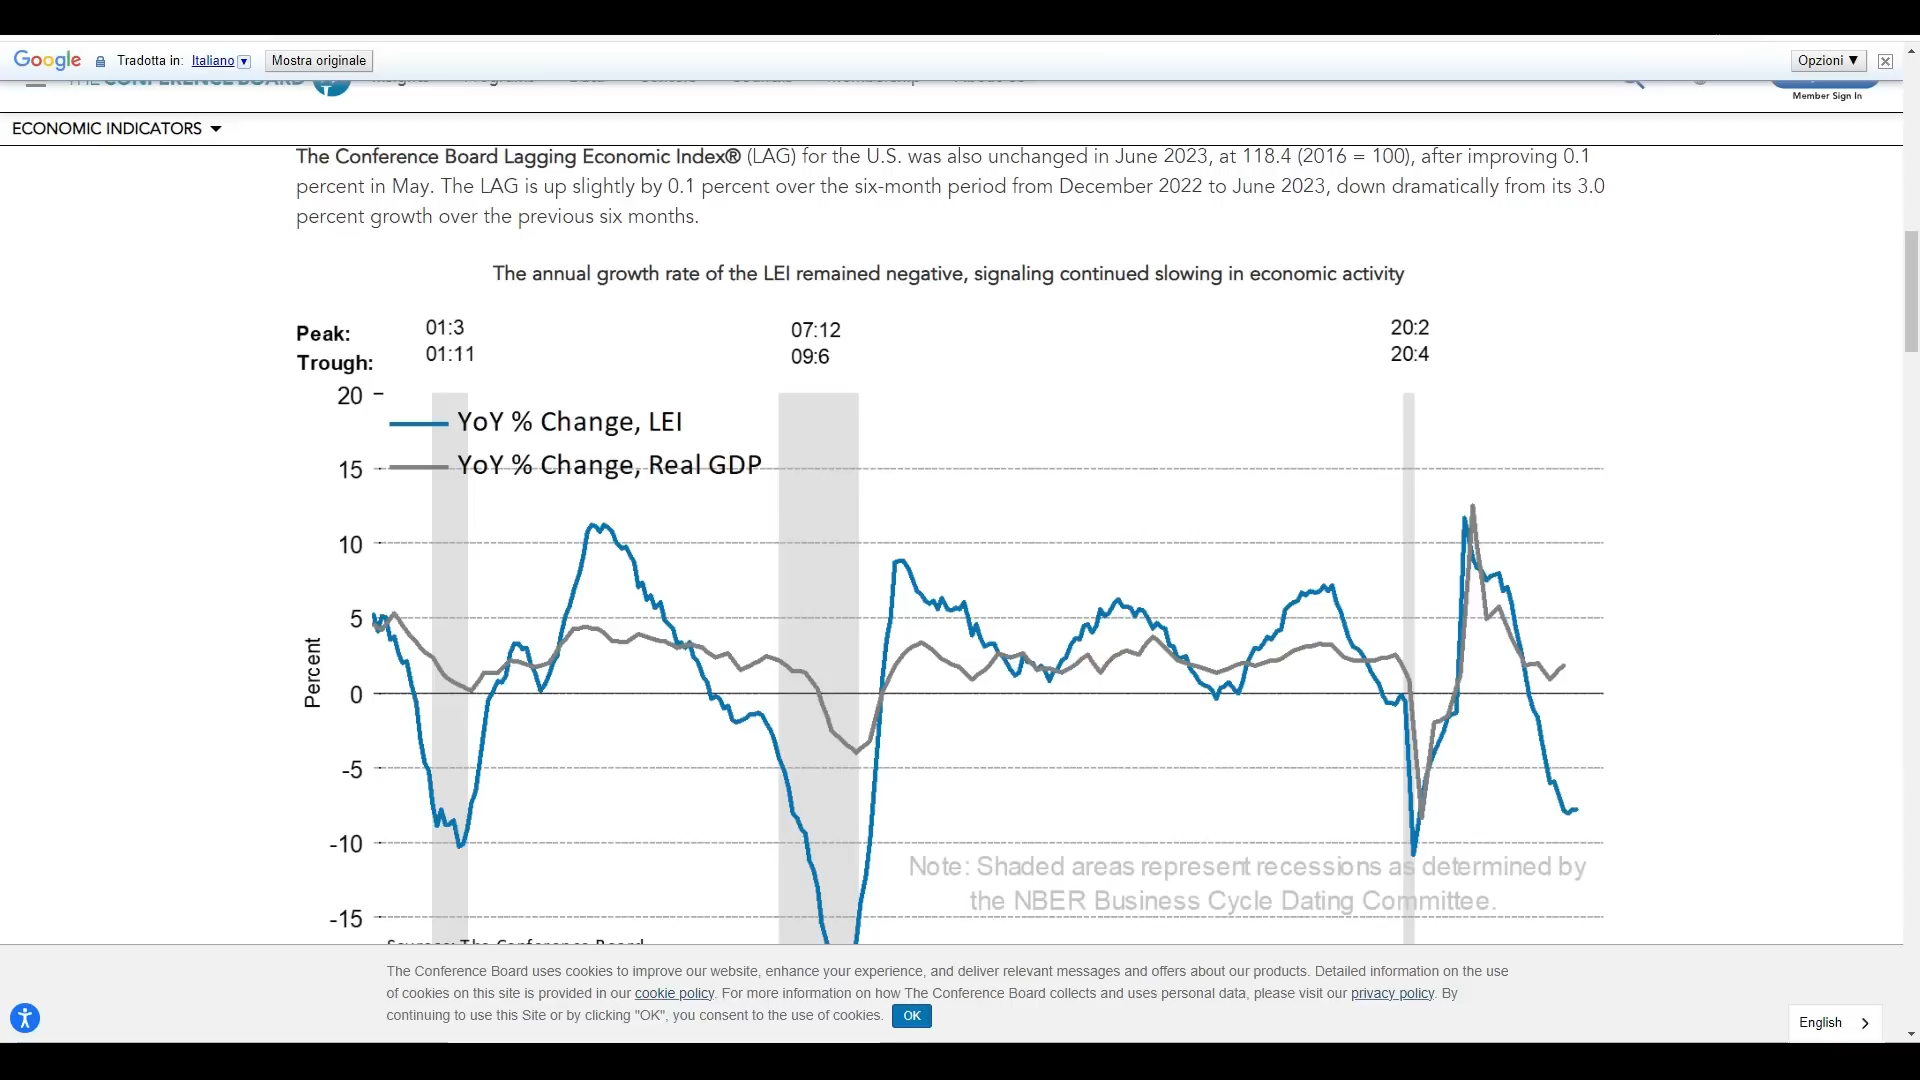 Google Tradotta in: Italiano Mostra originale Opzioni ▼
THE CONFERENCE BOARD
Member Sign In
ECONOMIC INDICATORS
The Conference Board Lagging Economic Index® (LAG) for the U.S. was also unchanged in June 2023, at 118.4 (2016 = 100), after improving 0.1
percent in May. The LAG is up slightly by 0.1 percent over the six-month period from December 2022 to June 2023, down dramatically from its 3.0
percent growth over the previous six months.
The annual growth rate of the LEI remained negative, signaling continued slowing in economic activity
Peak: 01:3 07:12 20:2
Trough: 01:11 09:6 20:4
20
YoY % Change, LEI
YoY % Change, Real GDP
15
10
5
Percent
0
-5
-10
Note: Shaded areas represent recessions as determined by
the NBER Business Cycle Dating Committee.
-15
The Conference Board uses cookies to improve our website, enhance your experience, and deliver relevant messages and offers about our products. Detailed information on the use
of cookies on this site is provided in our cookie policy. For more information on how The Conference Board collects and uses personal data, please visit our privacy policy. By
continuing to use this Site or by clicking "OK", you consent to the use of cookies. OK
English